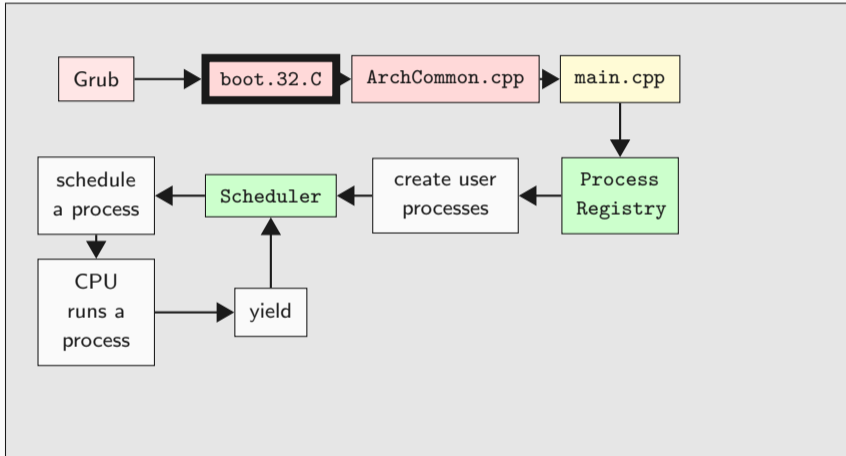 Grub
boot.32.C
ArchCommon.cpp
main.cpp
schedule
a process
Scheduler
create user
processes
Process
Registry
CPU
runs a
process
yield